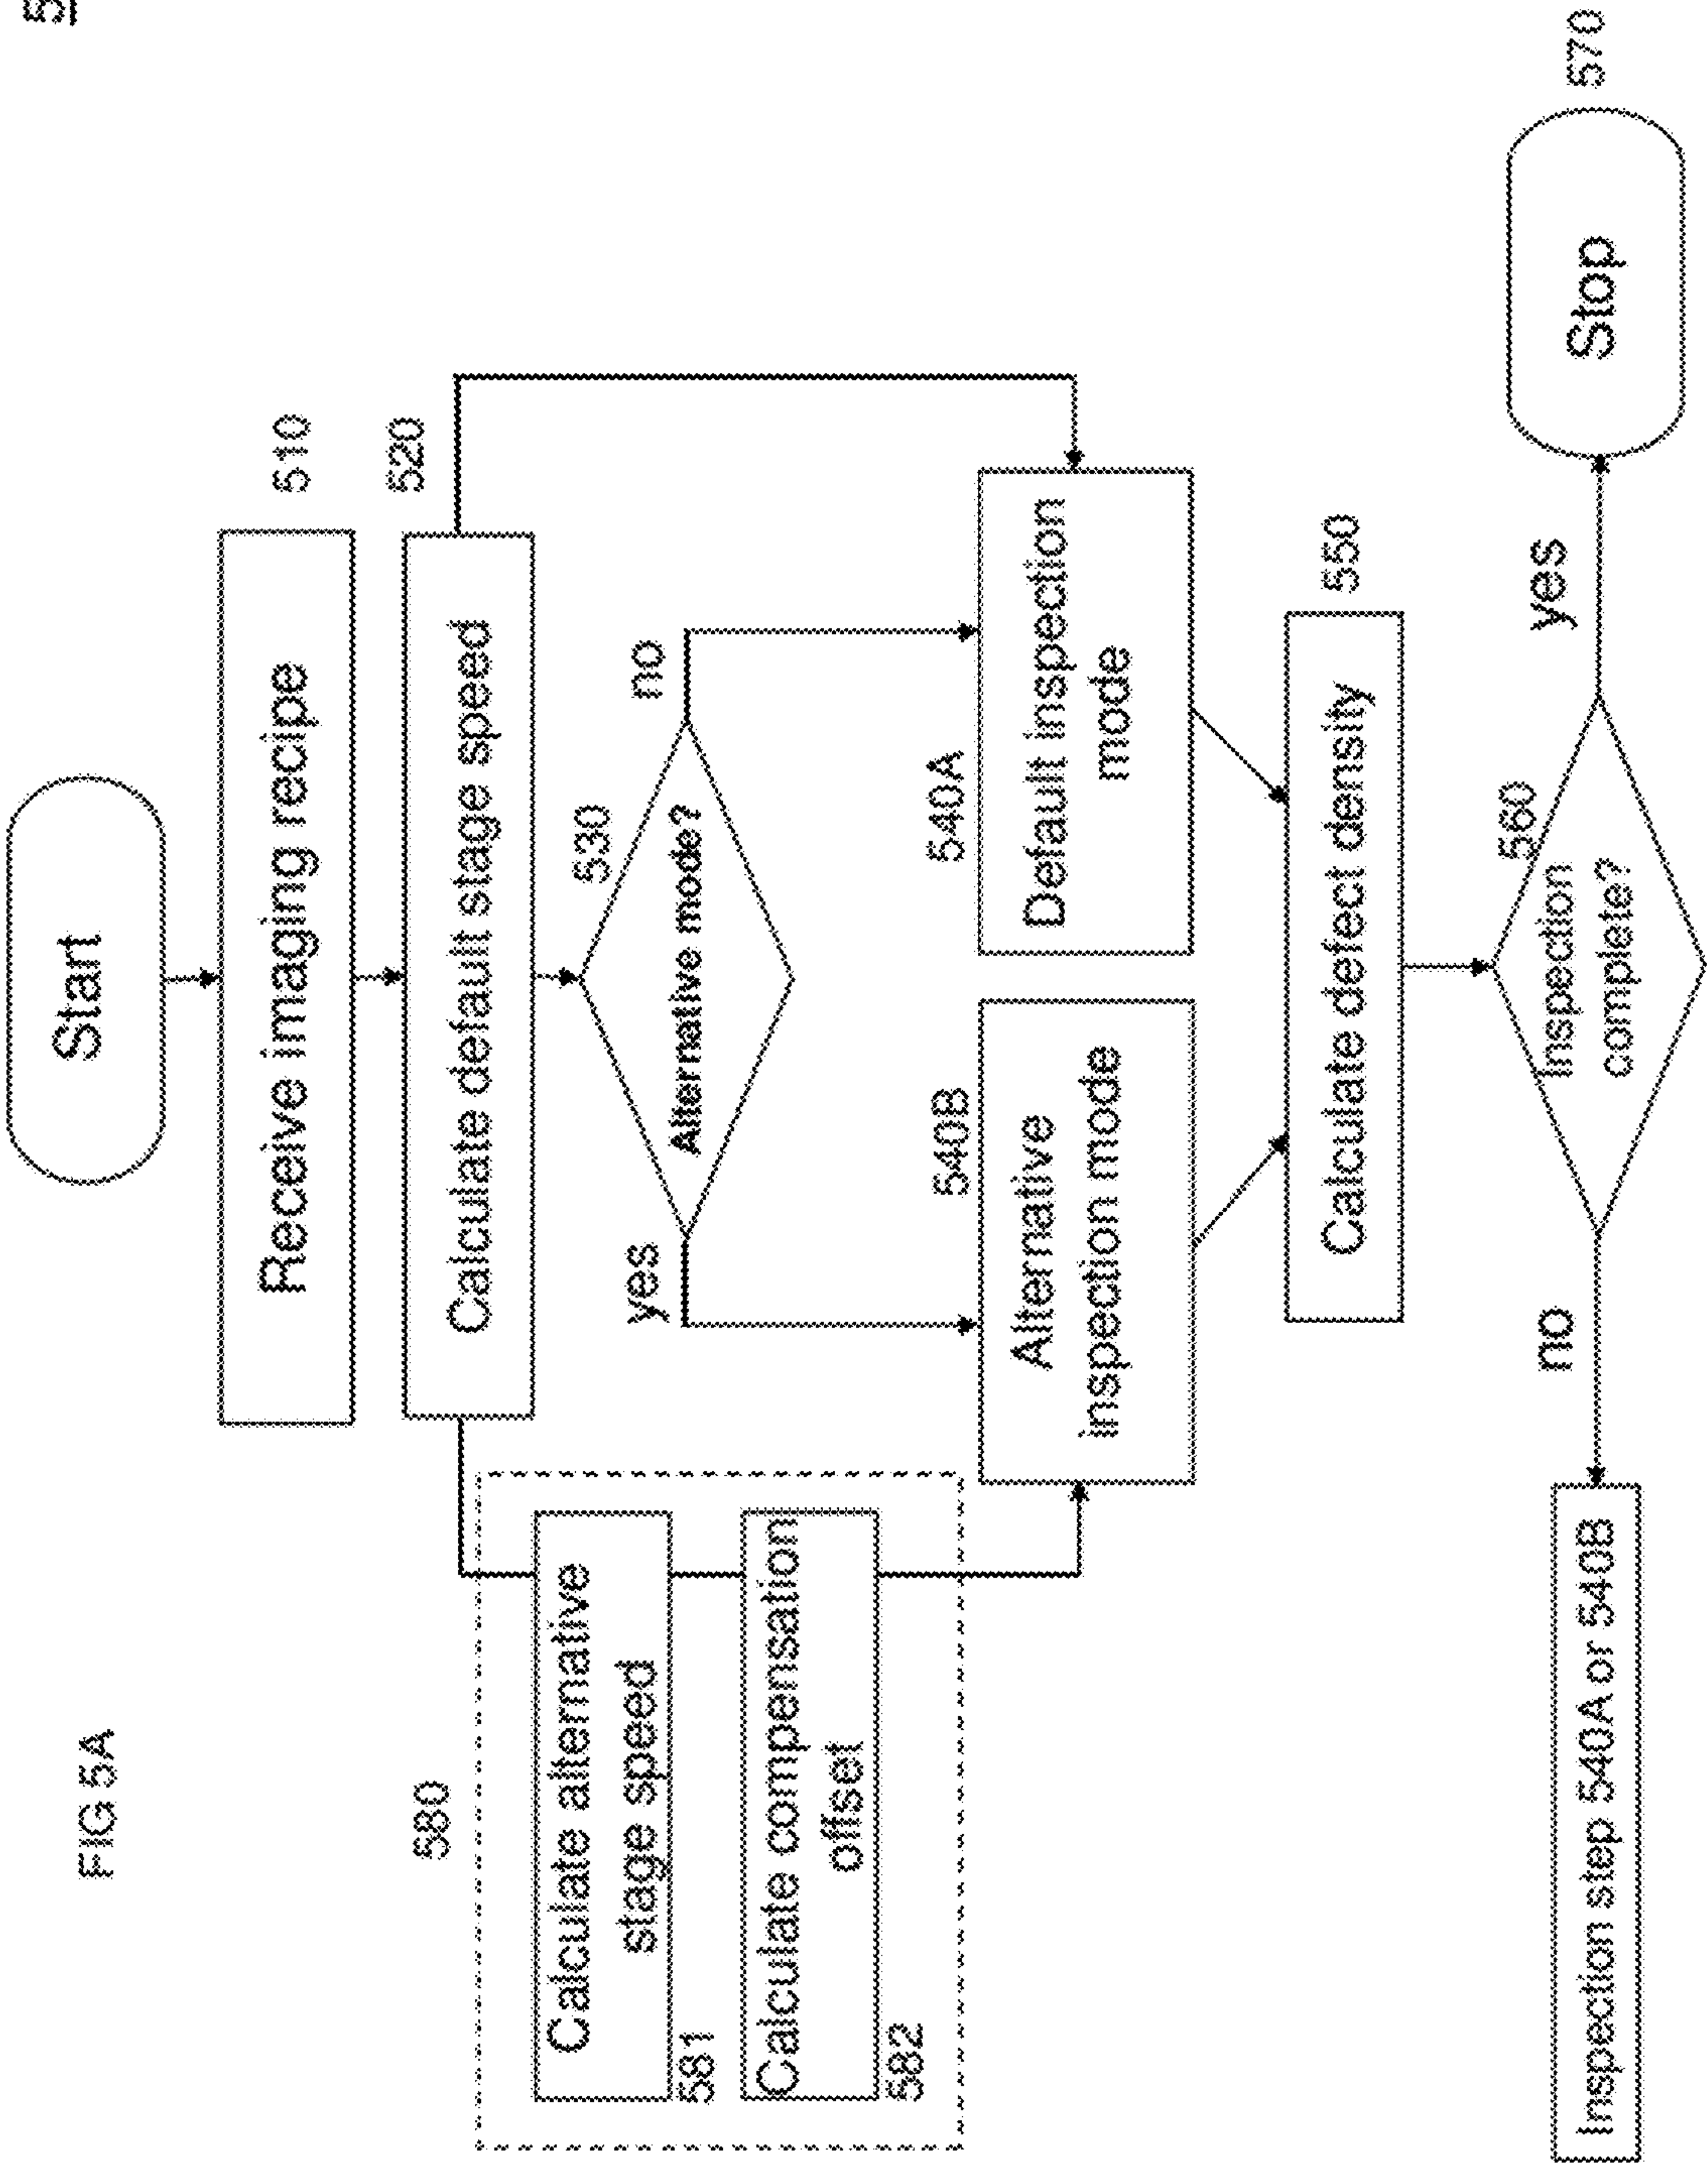 FIG 5A
Start
Receive imaging recipe
510
Calculate default stage speed
520
580
530
Alternative mode?
yes
no
Calculate alternative
stage speed
581
Calculate compensation
offset
582
540B
Alternative
inspection mode
540A
Default inspection
mode
Calculate defect density
550
560
Inspection
complete?
no
yes
Inspection step 540A or 540B
Stop
570